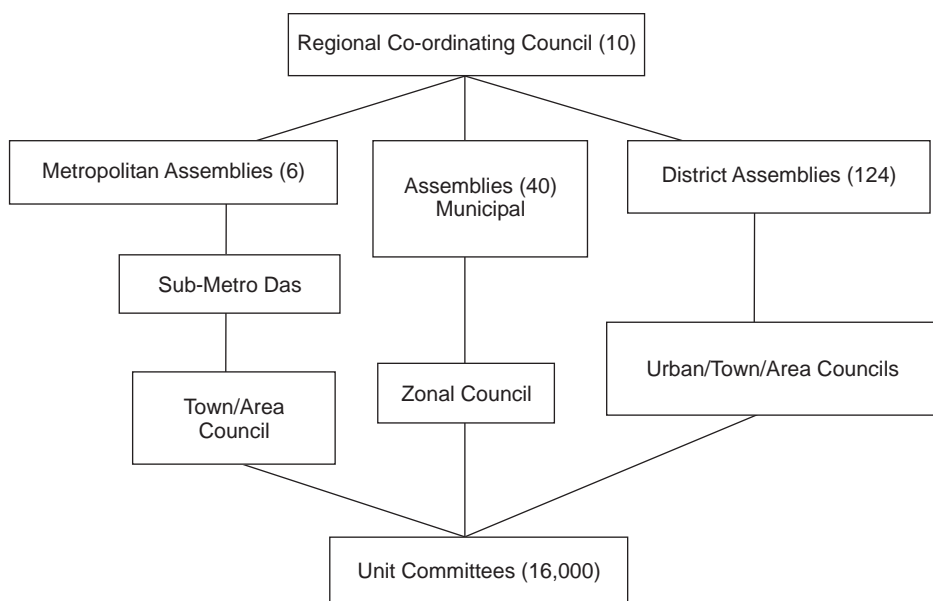 Regional Co-ordinating Council (10)
Metropolitan Assemblies (6)
Assemblies (40)
Municipal
District Assemblies (124)
Sub-Metro Das
Town/Area
Council
Zonal Council
Urban/Town/Area Councils
Unit Committees (16,000)